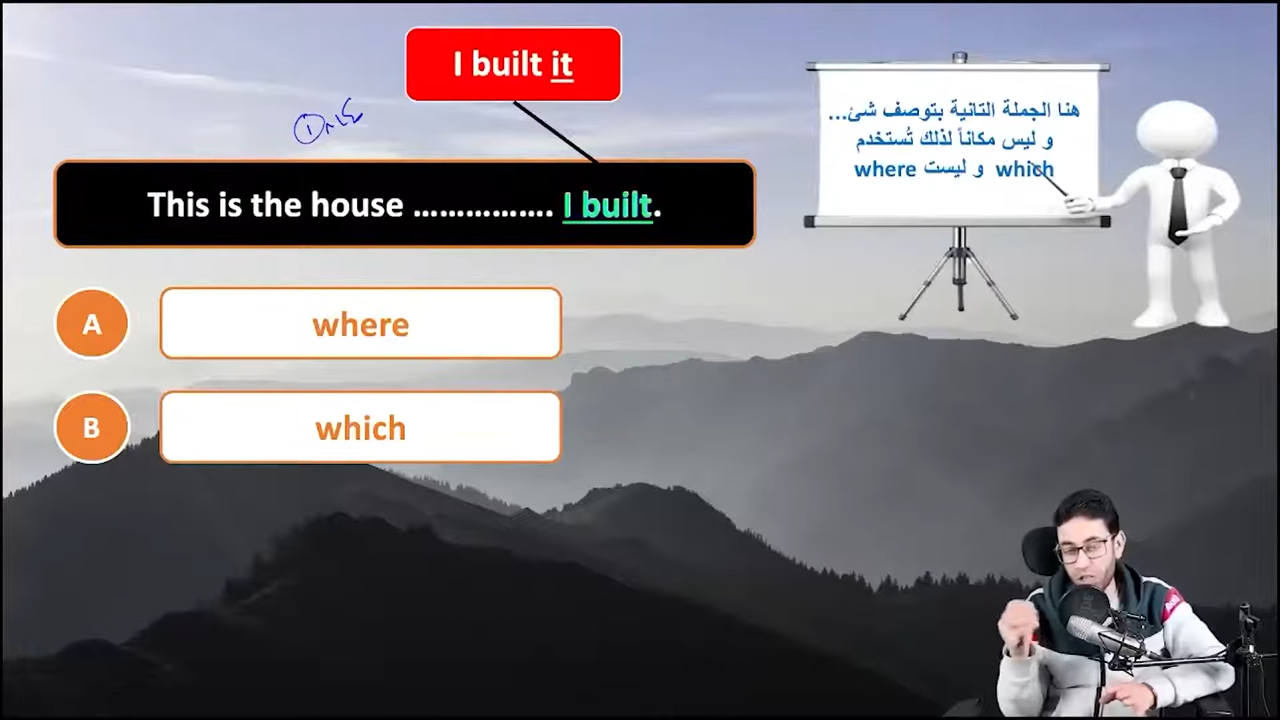 I built it
هنا الجملة التانية بتوصف شئ...
و ليس مكاناً لذلك تُستخدم
which و ليست where
This is the house ................ I built.
A where
B which